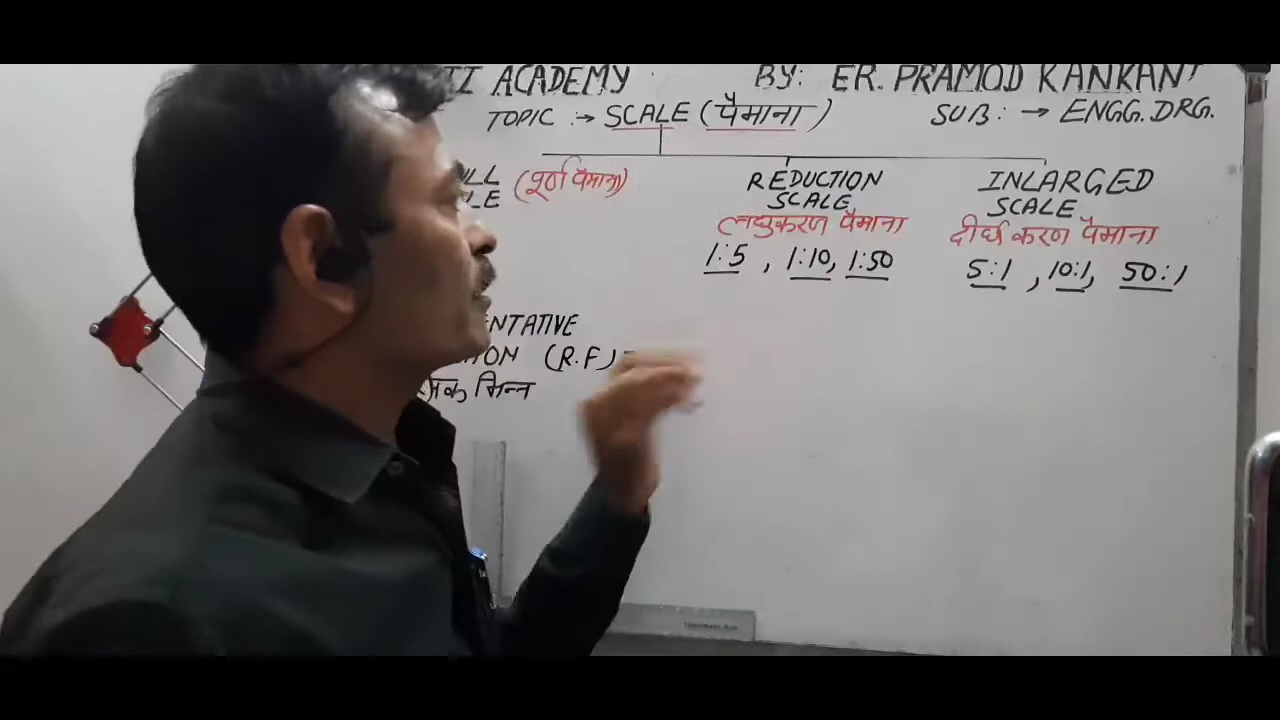 ACADEMY BY: ER. PRAMOD KANKANI
TOPIC :→ SCALE (पैमाना) SUB: → ENGG. DRG.
(पूर्ण पैमाना)
REDUCTION
SCALE
लघुकरण पैमाना
1:5 , 1:10, 1:50
INLARGED
SCALE
दीर्घ करण पैमाना
5:1 , 10:1, 50:1
ENTATIVE
(R.F) =
भिन्न